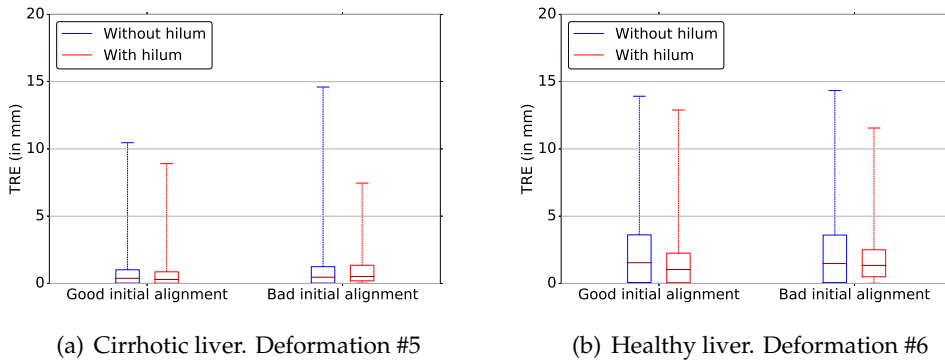 20
15
10
5
0
TRE (in mm)
Without hilum
With hilum
Good initial alignment
Bad initial alignment
(a) Cirrhotic liver. Deformation #5
20
15
10
5
0
TRE (in mm)
Without hilum
With hilum
Good initial alignment
Bad initial alignment
(b) Healthy liver. Deformation #6